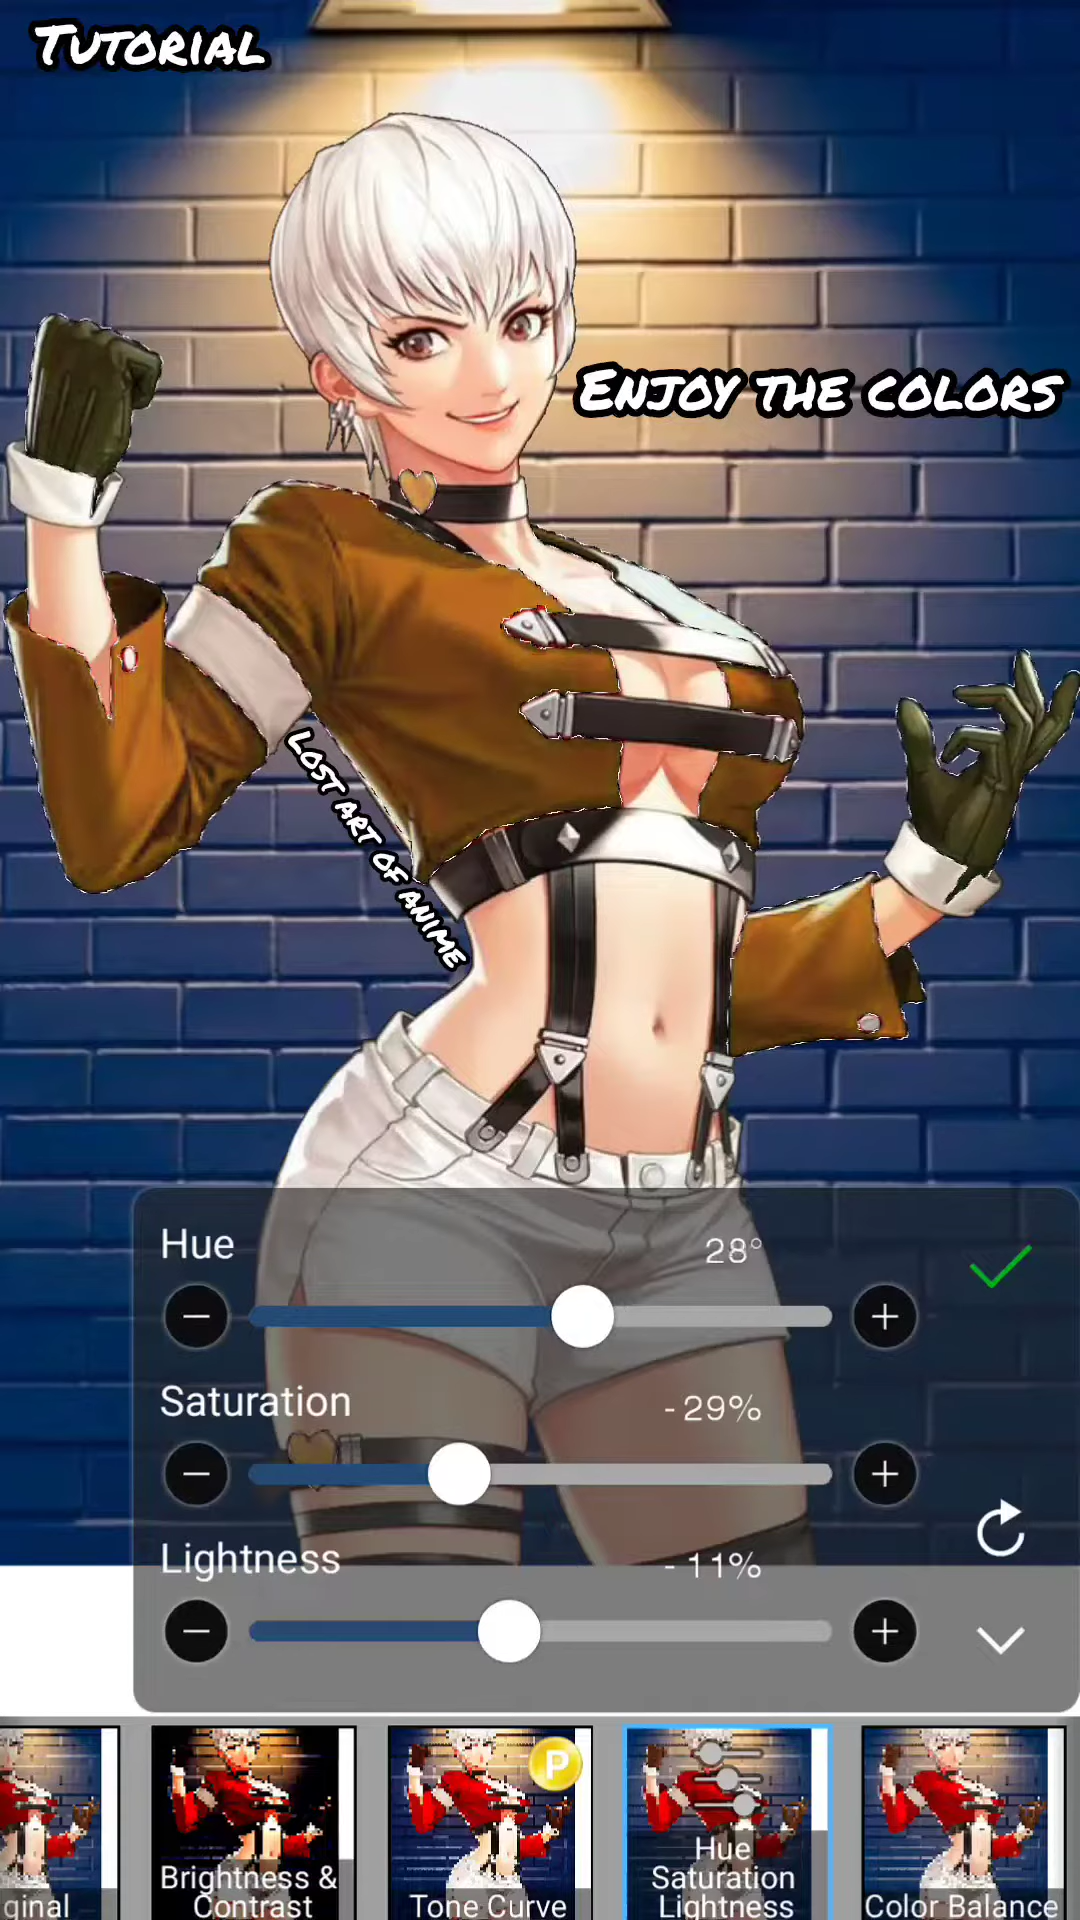 Tutorial
Enjoy the colors
Lost art of anime
Hue
28°
Saturation
-29%
Lightness
-11%
P
ginal
Brightness &
Contrast
Tone Curve
Hue
Saturation
Lightness
Color Balance